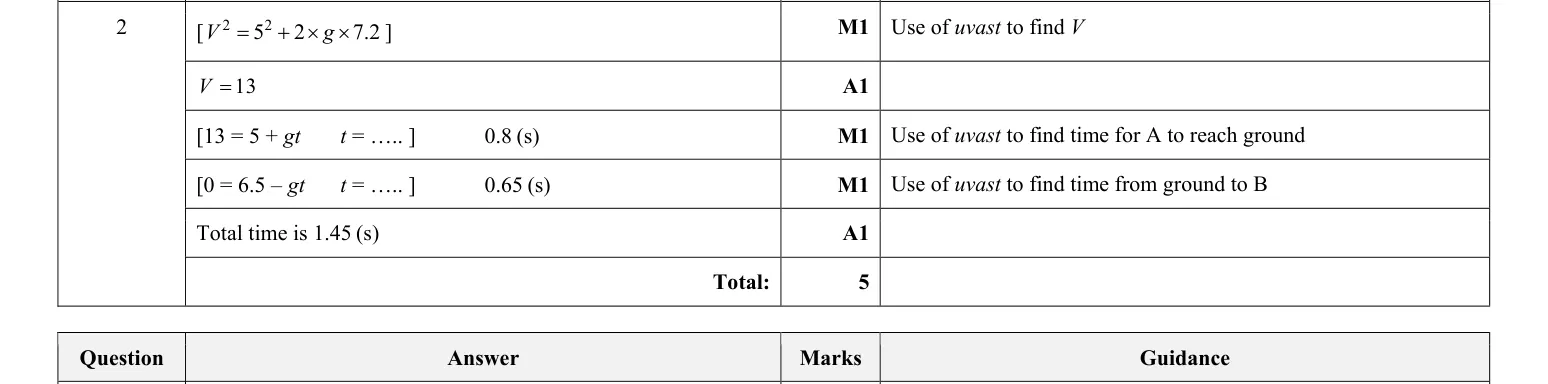 2 [ V² = 5² + 2 × g × 7.2 ] M1 Use of uvast to find V
V = 13 A1
[13 = 5 + gt t = ….. ] 0.8 (s) M1 Use of uvast to find time for A to reach ground
[0 = 6.5 – gt t = ….. ] 0.65 (s) M1 Use of uvast to find time from ground to B
Total time is 1.45 (s) A1
Total: 5
Question Answer Marks Guidance